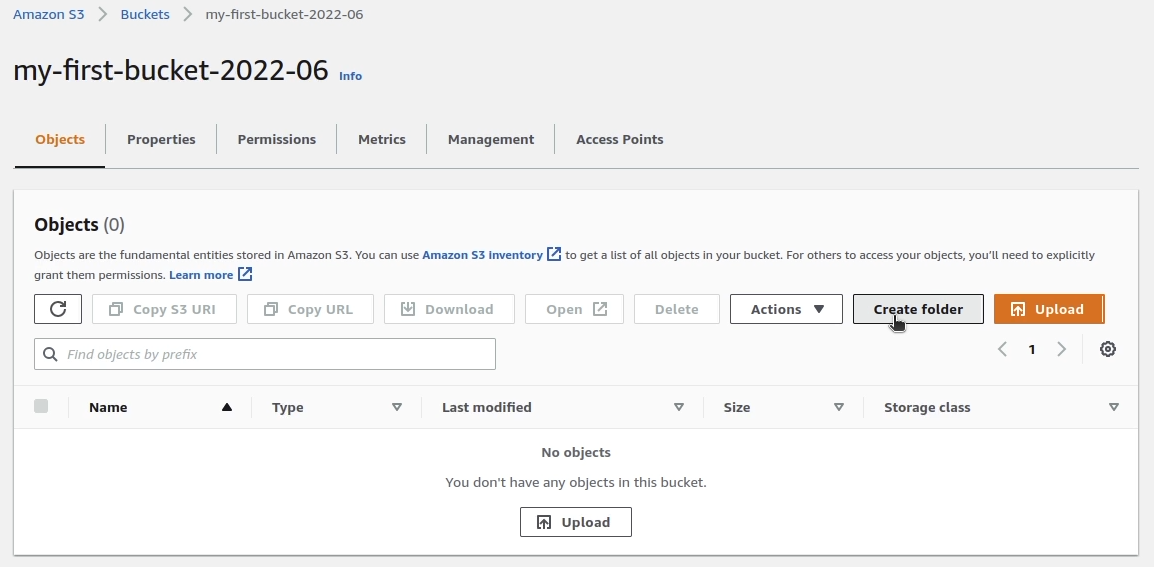 Amazon S3 > Buckets > my-first-bucket-2022-06
my-first-bucket-2022-06 Info
Objects Properties Permissions Metrics Management Access Points
Objects (0)
Objects are the fundamental entities stored in Amazon S3. You can use Amazon S3 inventory to get a list of all objects in your bucket. For others to access your objects, you'll need to explicitly
grant them permissions. Learn more
Copy S3 URI Copy URL Download Open Delete Actions Create folder Upload
Find objects by prefix 1
Name Type Last modified Size Storage class
No objects
You don't have any objects in this bucket.
Upload